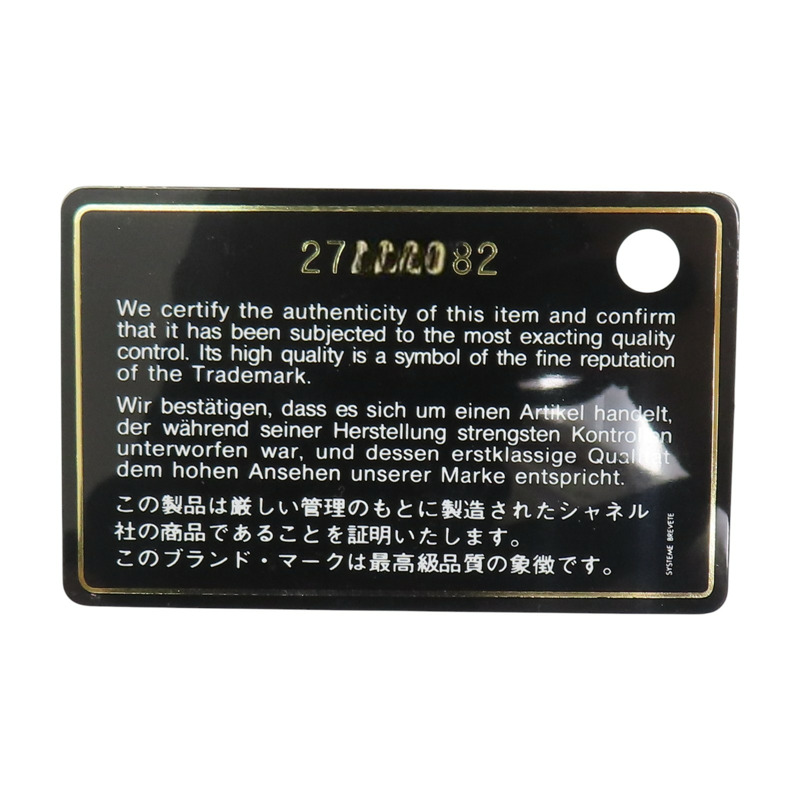 We certify the authenticity of this item and confirm
that it has been subjected to the most exacting quality
control. Its high quality is a symbol of the fine reputation
of the Trademark.
Wir bestätigen, dass es sich um einen Artikel handelt,
der während seiner Herstellung strengsten Kontrollen
unterworfen war, und dessen erstklassige Qualität
dem hohen Ansehen unserer Marke entspricht.
この製品は厳しい管理のもとに製造されたシャネル
社の商品であることを証明いたします。
このブランド・マークは最高級品質の象徴です。
SYSTEME BREVETE